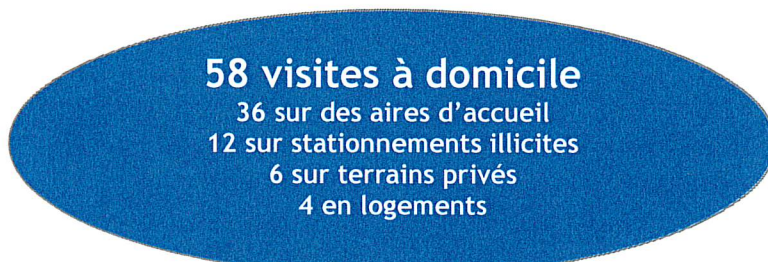 58 visites à domicile
36 sur des aires d'accueil
12 sur stationnements illicites
6 sur terrains privés
4 en logements